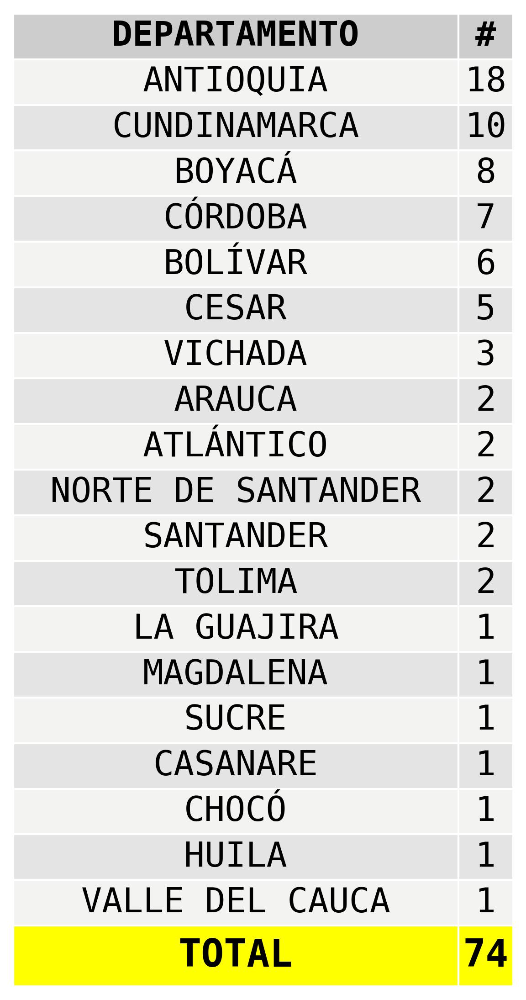 DEPARTAMENTO #
ANTIOQUIA 18
CUNDINAMARCA 10
BOYACÁ 8
CÓRDOBA 7
BOLÍVAR 6
CESAR 5
VICHADA 3
ARAUCA 2
ATLÁNTICO 2
NORTE DE SANTANDER 2
SANTANDER 2
TOLIMA 2
LA GUAJIRA 1
MAGDALENA 1
SUCRE 1
CASANARE 1
CHOCÓ 1
HUILA 1
VALLE DEL CAUCA 1
TOTAL 74